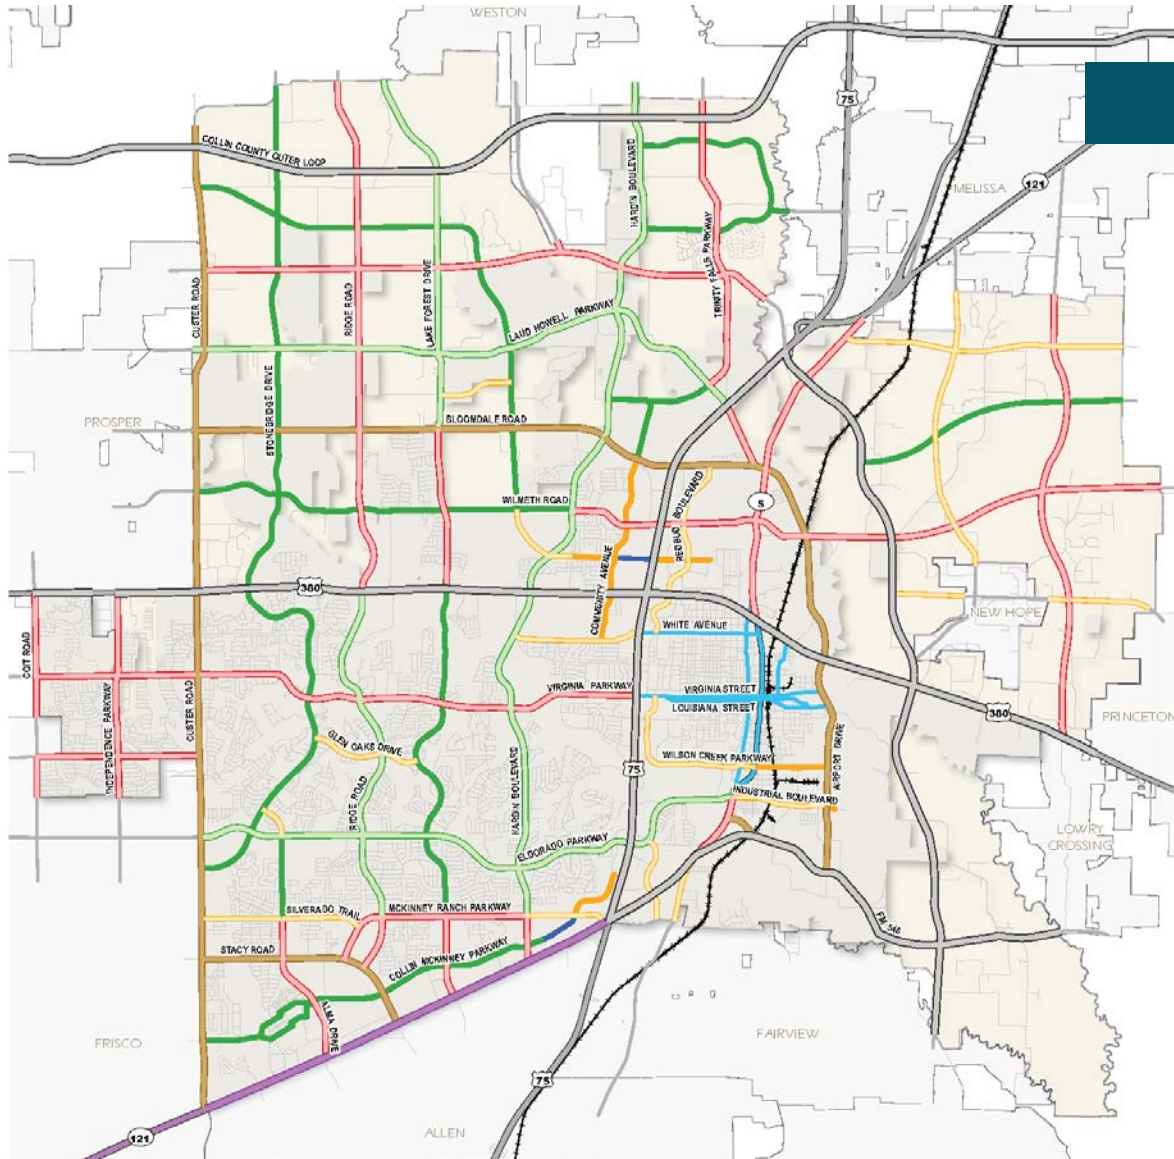 WESTON
75
COLLIN COUNTY OUTER LOOP
HARDIN BOULEVARD
MELISSA
121
TRINITY FALLS PARKWAY
CUSTER ROAD
RIDGE ROAD
LAKE FOREST DRIVE
LAUD HOWELL PARKWAY
STONEBRIDGE DRIVE
PROSPER
BLOOMDALE ROAD
WILMETH ROAD
REDBUD BOULEVARD
5
COMMUNITY AVENUE
380
NEW HOPE
WHITE AVENUE
COIT ROAD
INDEPENDENCE PARKWAY
CUSTER ROAD
VIRGINIA PARKWAY
VIRGINIA STREET
LOUISIANA STREET
380
PRINCETON
GLEN OAKS DRIVE
WILSON CREEK PARKWAY
AIRPORT DRIVE
75
INDUSTRIAL BOULEVARD
RIDGE ROAD
HARDIN BOULEVARD
ELDORADO PARKWAY
LOWRY
CROSSING
SILVERADO TRAIL
MCKINNEY RANCH PARKWAY
FM 546
STACY ROAD
COLLIN MCKINNEY PARKWAY
ALMA DRIVE
FRISCO
FAIRVIEW
75
121
ALLEN